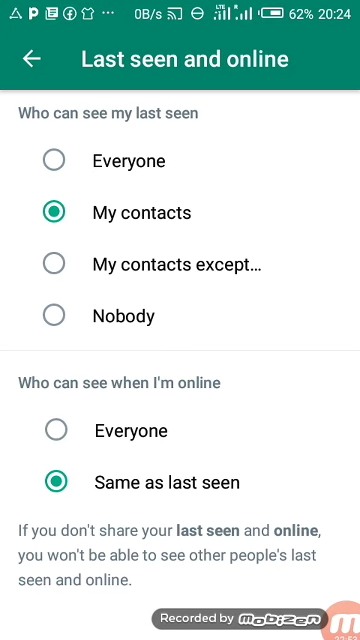 0B/s LTE R 62% 20:24
Last seen and online
Who can see my last seen
Everyone
My contacts
My contacts except...
Nobody
Who can see when I'm online
Everyone
Same as last seen
If you don't share your last seen and online,
you won't be able to see other people's last
seen and online.
Recorded by mobizen